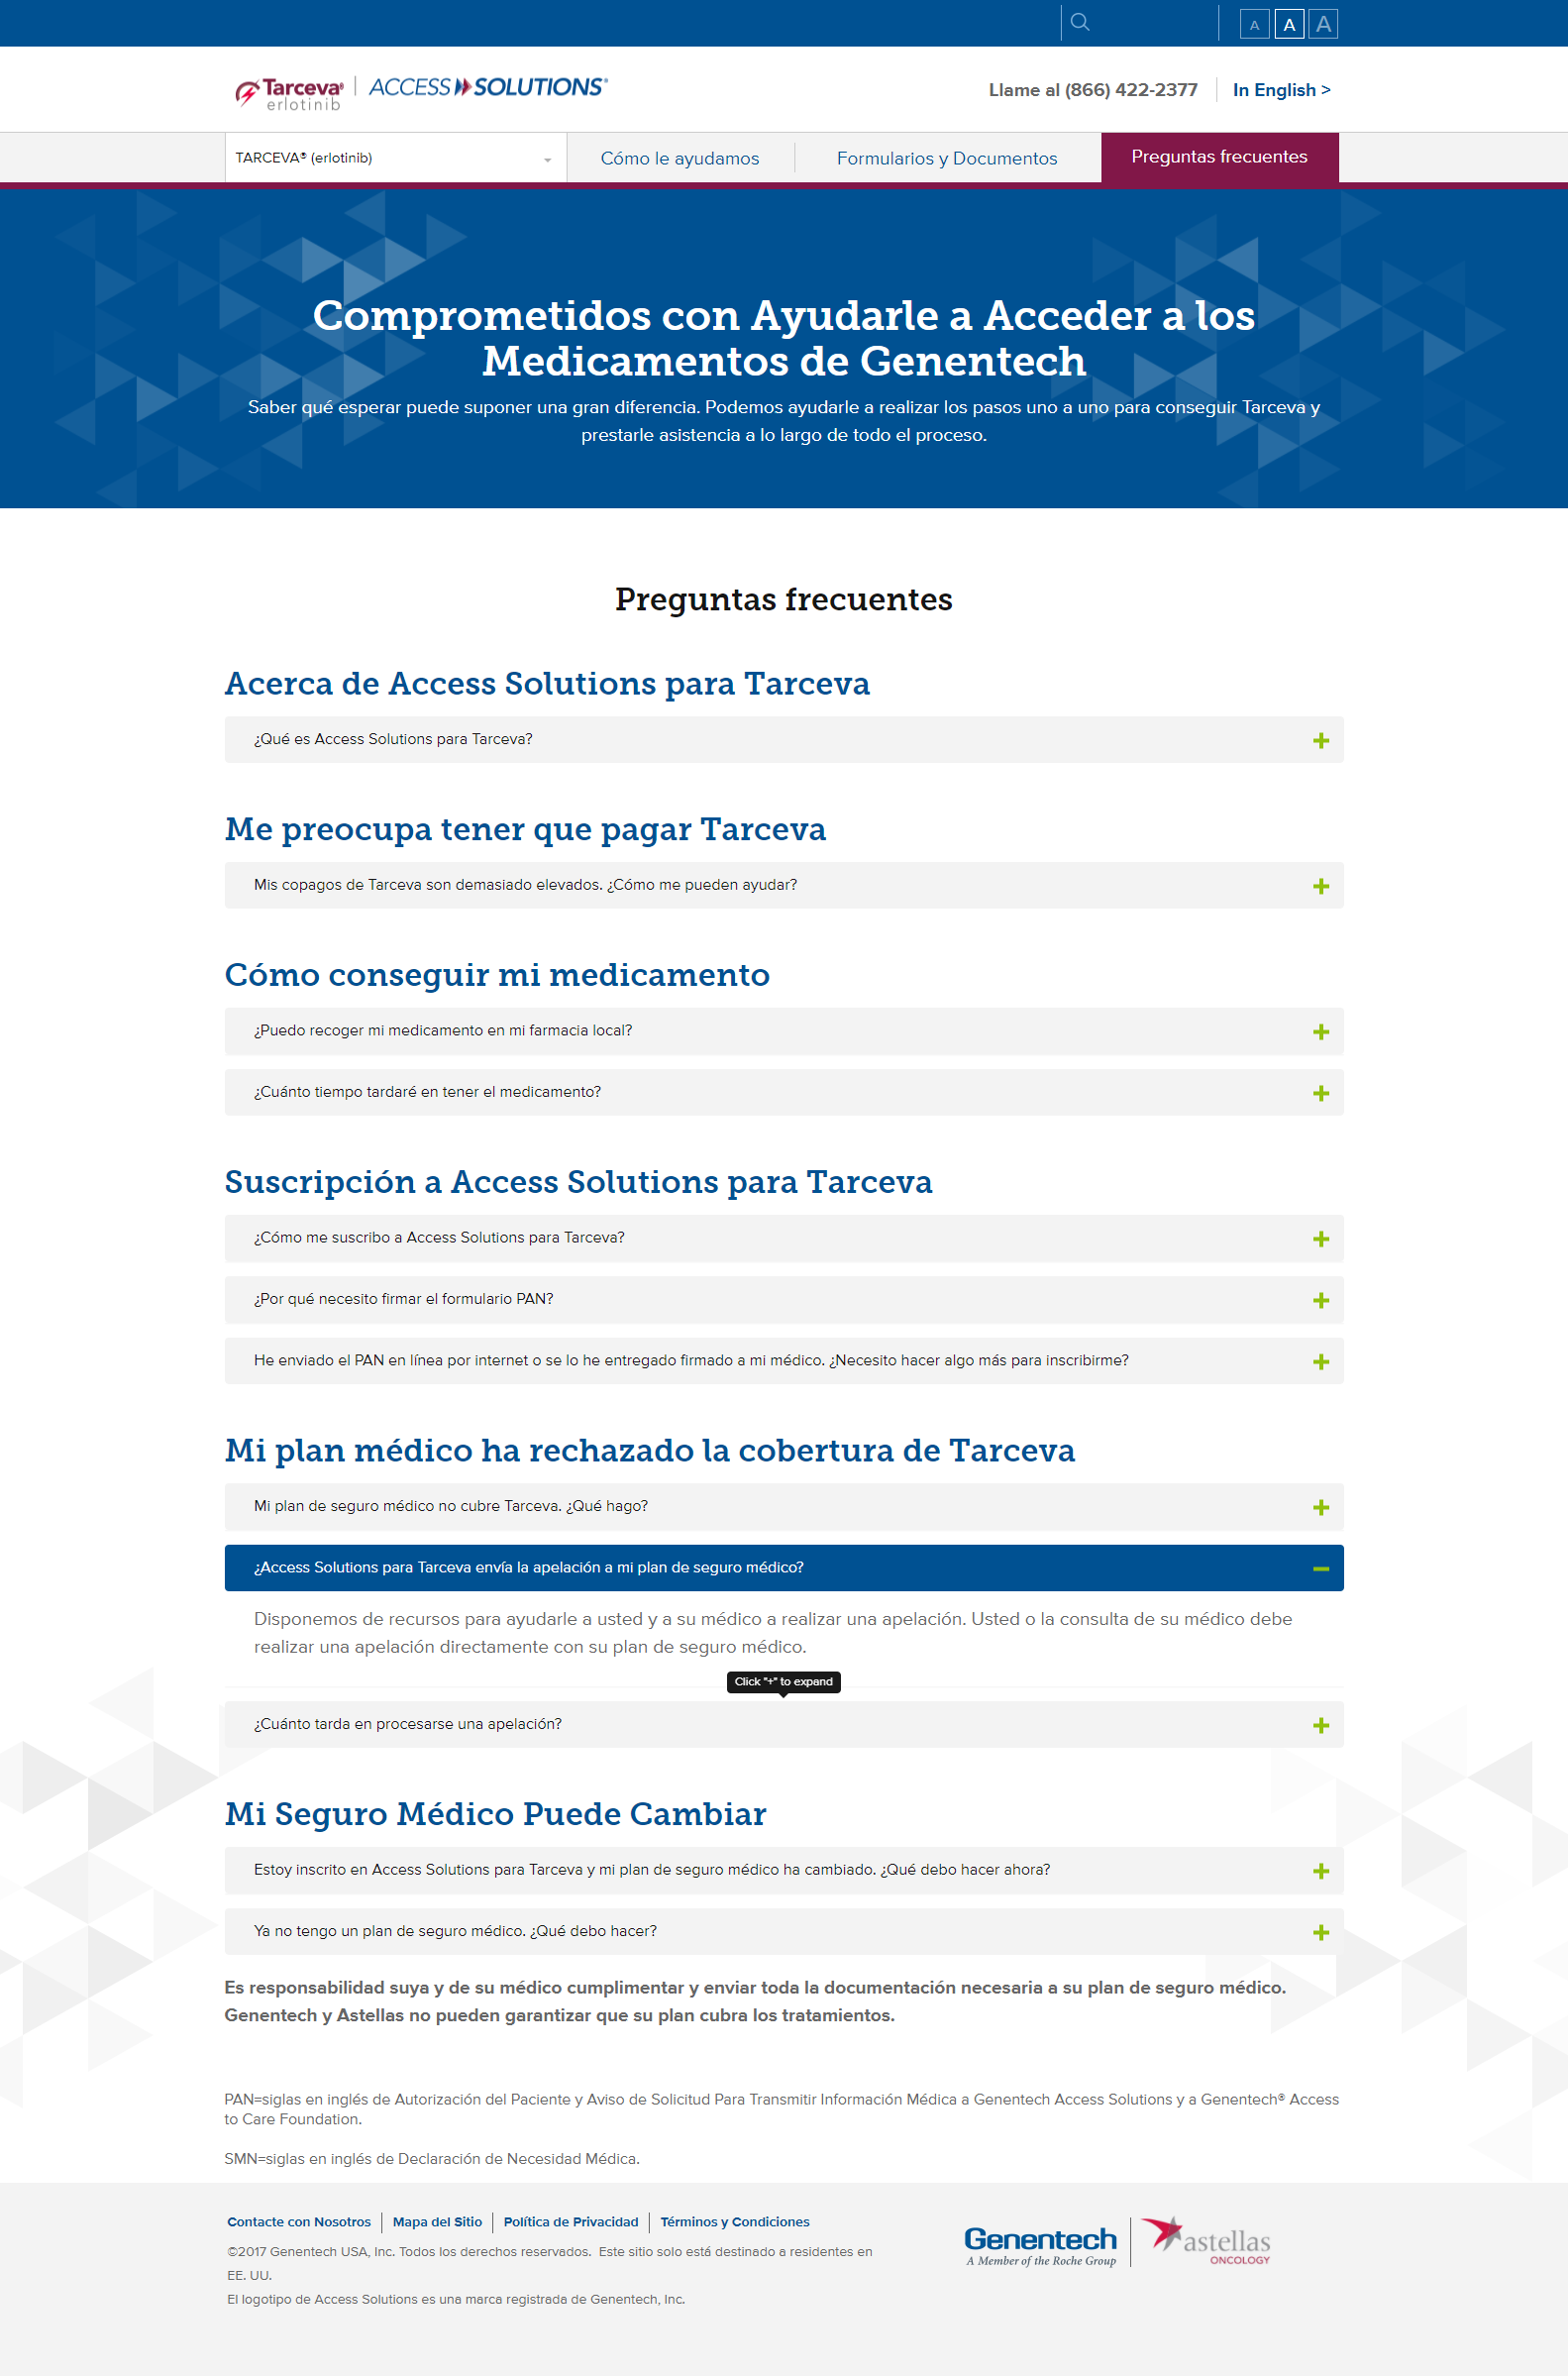 A A A
Tarceva® | ACCESS SOLUTIONS®
erlotinib
Llame al (866) 422-2377
In English >
TARCEVA® (erlotinib)
Cómo le ayudamos
Formularios y Documentos
Preguntas frecuentes
Comprometidos con Ayudarle a Acceder a los
Medicamentos de Genentech
Saber qué esperar puede suponer una gran diferencia. Podemos ayudarle a realizar los pasos uno a uno para conseguir Tarceva y
prestarle asistencia a lo largo de todo el proceso.
Preguntas frecuentes
Acerca de Access Solutions para Tarceva
¿Qué es Access Solutions para Tarceva?
Me preocupa tener que pagar Tarceva
Mis copagos de Tarceva son demasiado elevados. ¿Cómo me pueden ayudar?
Cómo conseguir mi medicamento
¿Puedo recoger mi medicamento en mi farmacia local?
¿Cuánto tiempo tardaré en tener el medicamento?
Suscripción a Access Solutions para Tarceva
¿Cómo me suscribo a Access Solutions para Tarceva?
¿Por qué necesito firmar el formulario PAN?
He enviado el PAN en línea por internet o se lo he entregado firmado a mi médico. ¿Necesito hacer algo más para inscribirme?
Mi plan médico ha rechazado la cobertura de Tarceva
Mi plan de seguro médico no cubre Tarceva. ¿Qué hago?
¿Access Solutions para Tarceva envía la apelación a mi plan de seguro médico?
Disponemos de recursos para ayudarle a usted y a su médico a realizar una apelación. Usted o la consulta de su médico debe
realizar una apelación directamente con su plan de seguro médico.
Click "+" to expand
¿Cuánto tarda en procesarse una apelación?
Mi Seguro Médico Puede Cambiar
Estoy inscrito en Access Solutions para Tarceva y mi plan de seguro médico ha cambiado. ¿Qué debo hacer ahora?
Ya no tengo un plan de seguro médico. ¿Qué debo hacer?
Es responsabilidad suya y de su médico cumplimentar y enviar toda la documentación necesaria a su plan de seguro médico.
Genentech y Astellas no pueden garantizar que su plan cubra los tratamientos.
PAN=siglas en inglés de Autorización del Paciente y Aviso de Solicitud Para Transmitir Información Médica a Genentech Access Solutions y a Genentech® Access
to Care Foundation.
SMN=siglas en inglés de Declaración de Necesidad Médica.
Contacte con Nosotros | Mapa del Sitio | Política de Privacidad | Términos y Condiciones
©2017 Genentech USA, Inc. Todos los derechos reservados. Este sitio solo está destinado a residentes en
EE. UU.
El logotipo de Access Solutions es una marca registrada de Genentech, Inc.
Genentech
A Member of the Roche Group
astellas
ONCOLOGY